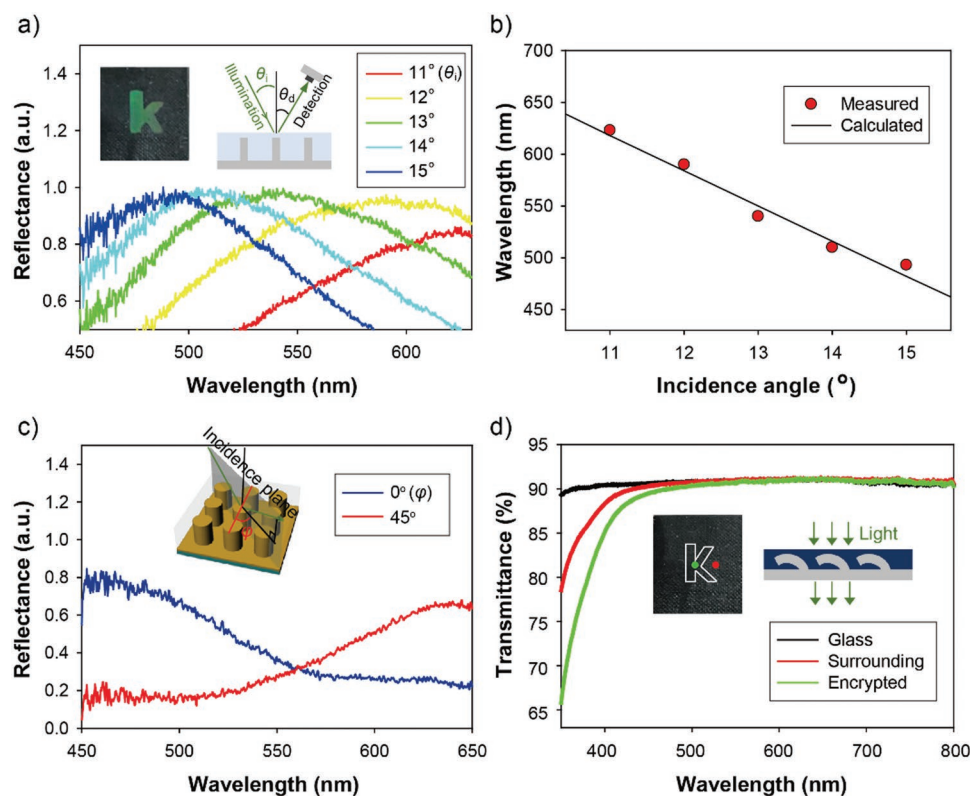 a)
1.4
1.2
1.0
0.8
0.6
Reflectance (a.u.)
450 500 550 600
Wavelength (nm)
k
Illumination
θi
θd
Detection
11° (θi)
12°
13°
14°
15°
b)
700
650
600
550
500
450
Wavelength (nm)
11 12 13 14 15
Incidence angle (°)
Measured
Calculated
c)
1.4
1.2
1.0
0.8
0.6
0.4
0.2
0.0
Reflectance (a.u.)
450 500 550 600 650
Wavelength (nm)
Incidence plane
0° (φ)
45°
d)
95
90
85
80
75
70
65
Transmittance (%)
400 500 600 700 800
Wavelength (nm)
k
Light
Glass
Surrounding
Encrypted